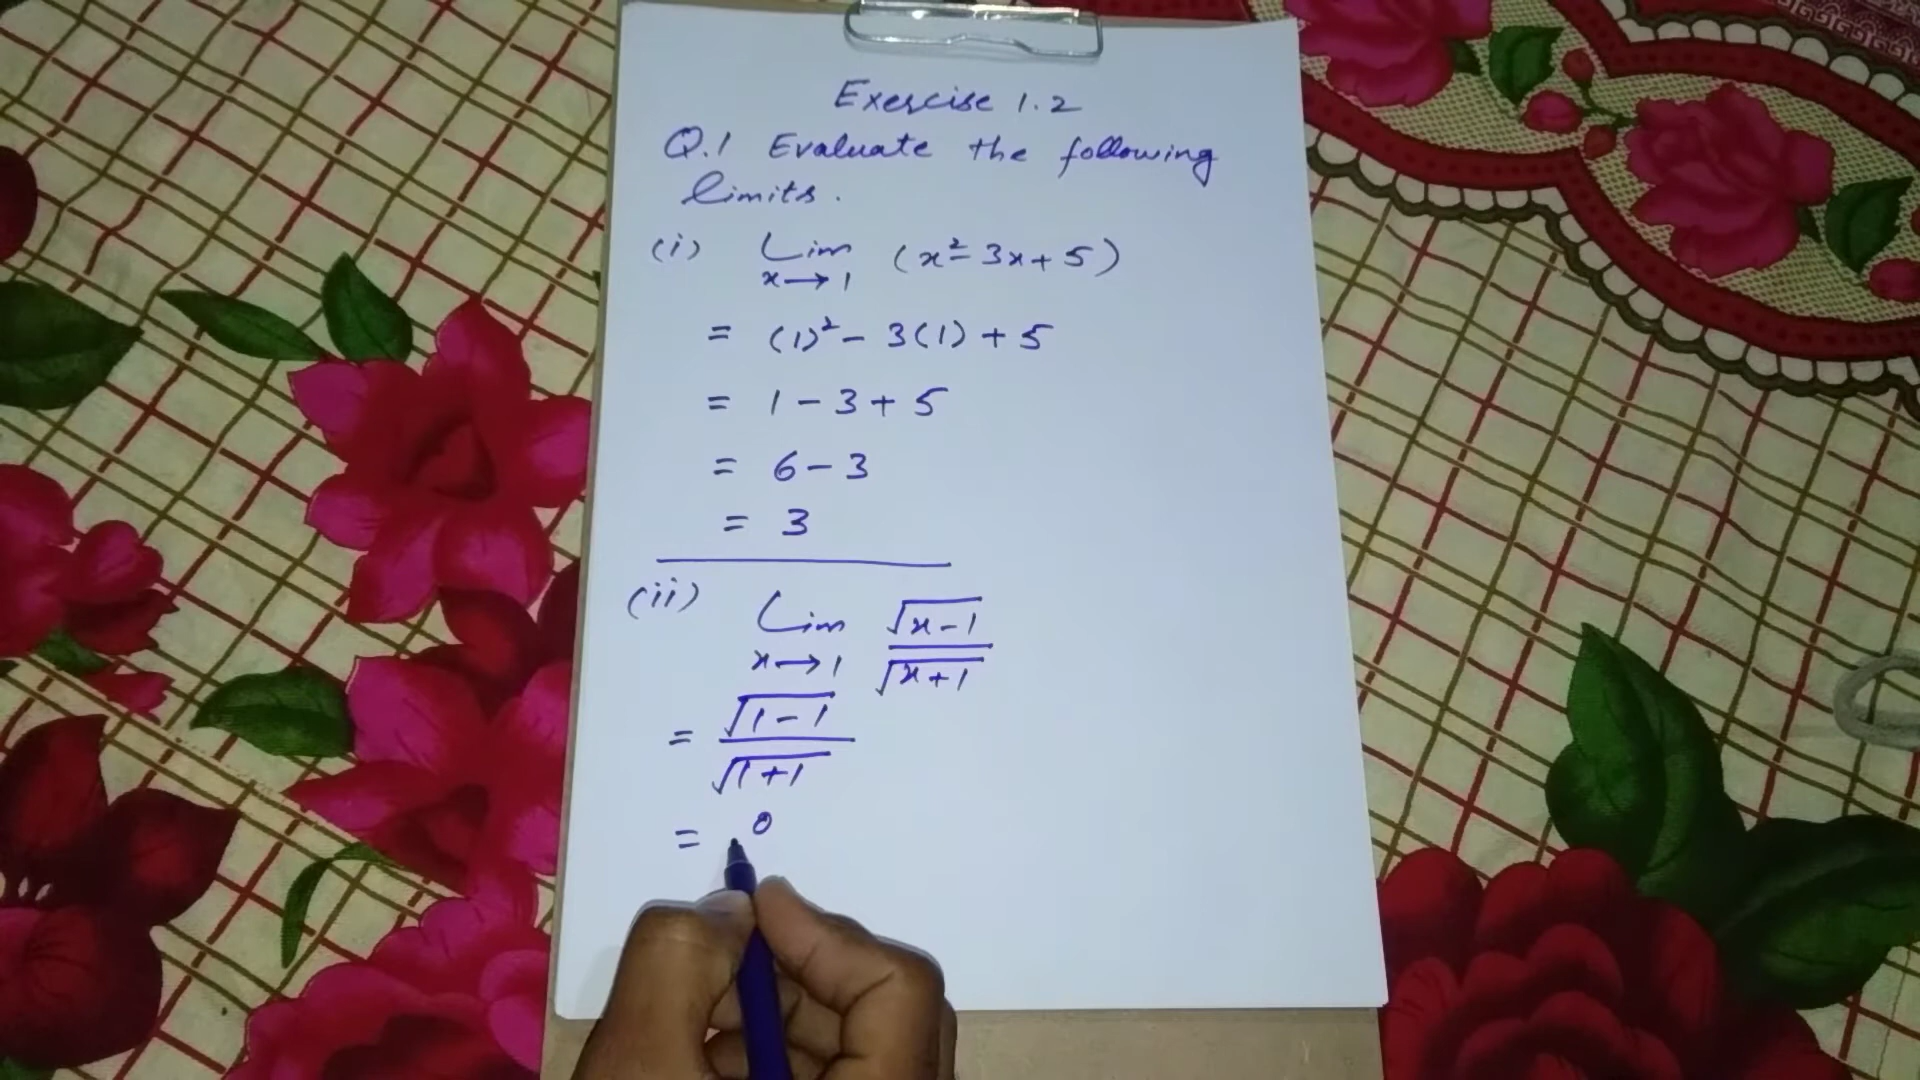 Exercise 1.2
Q.1 Evaluate the following
limits.
(i) Lim (x² - 3x + 5)
x→1
= (1)² - 3(1) + 5
= 1 - 3 + 5
= 6 - 3
= 3
(ii) Lim √x-1
x→1 √x+1
= √1-1
√1+1
= 0